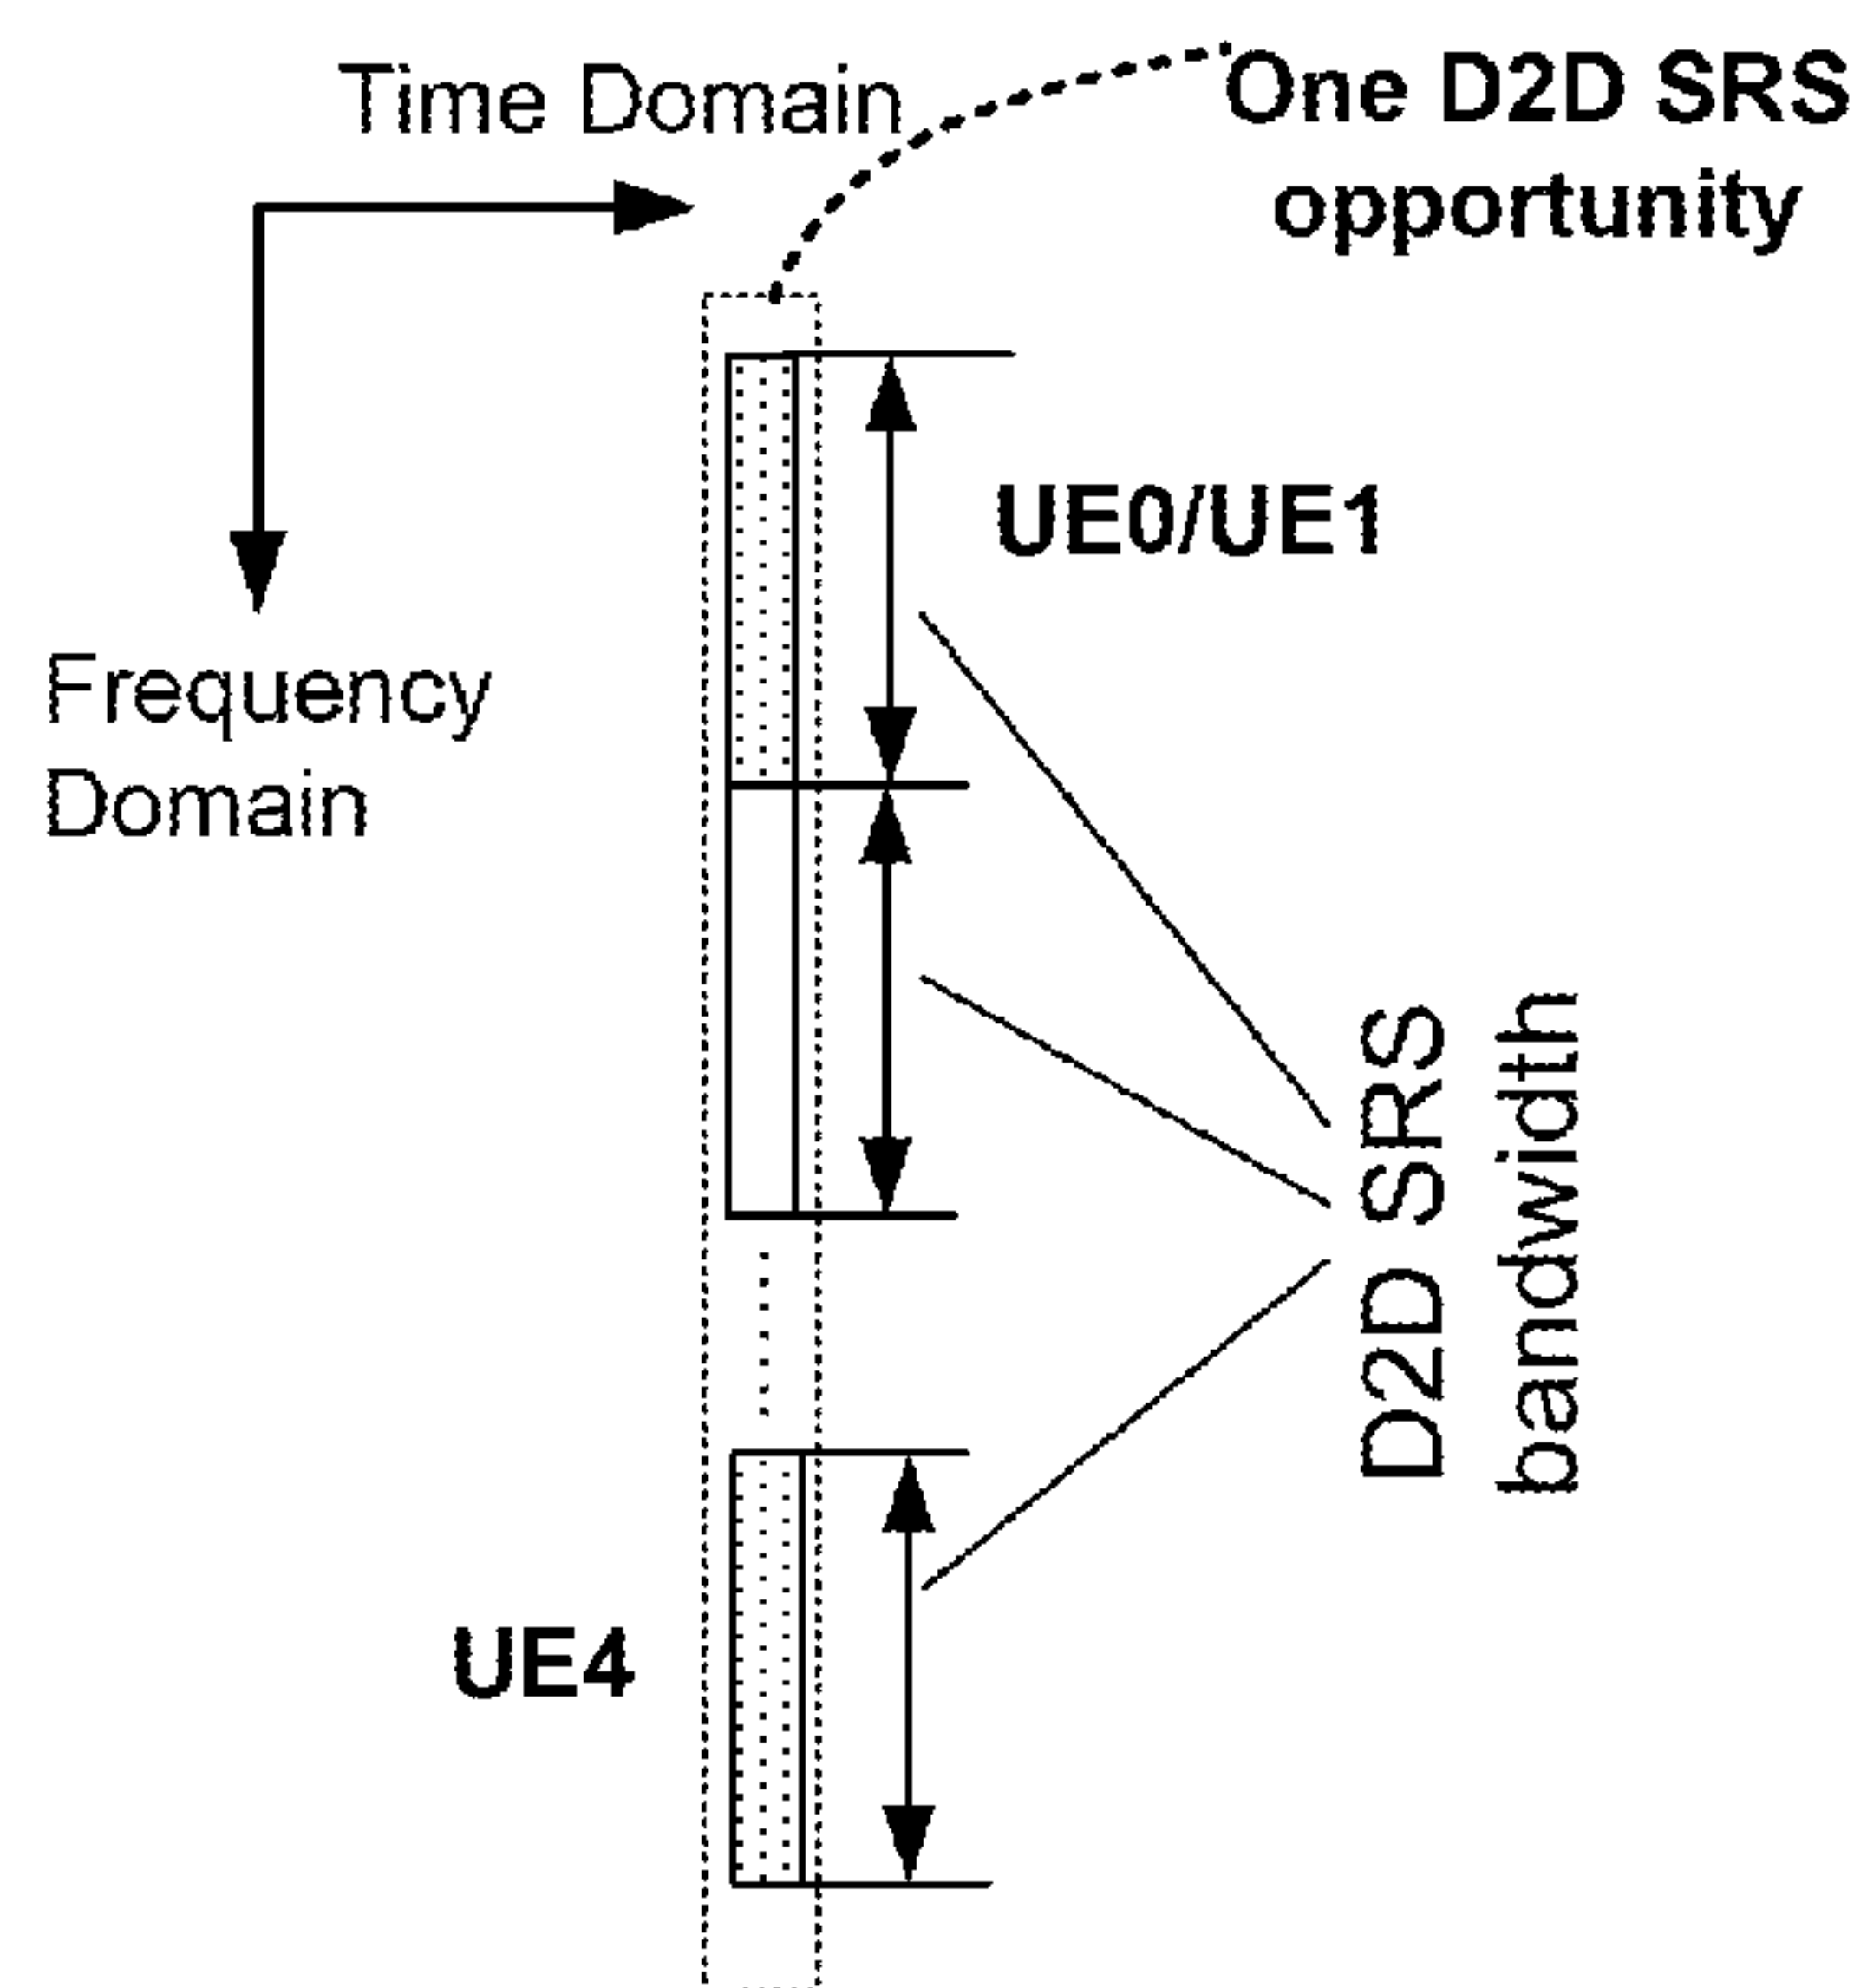 Time Domain
One D2D SRS
opportunity
UE0/UE1
Frequency
Domain
D2D SRS
bandwidth
UE4